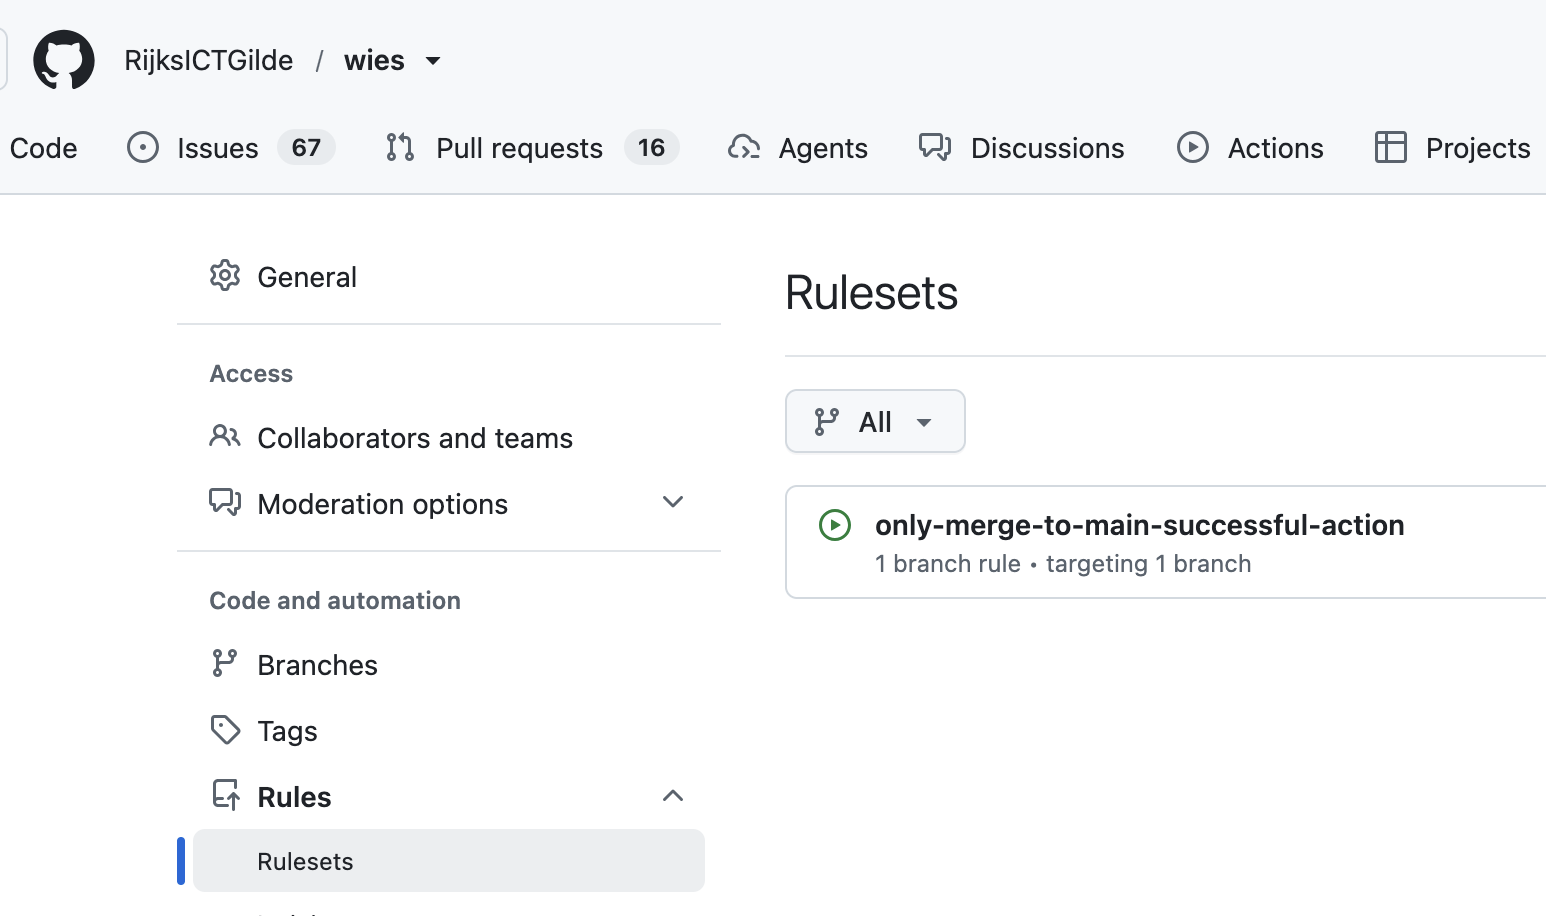 RijksICTGilde / wies
Code Issues 67 Pull requests 16 Agents Discussions Actions Projects
General
Access
Collaborators and teams
Moderation options
Code and automation
Branches
Tags
Rules
Rulesets
Rulesets
All
only-merge-to-main-successful-action
1 branch rule • targeting 1 branch